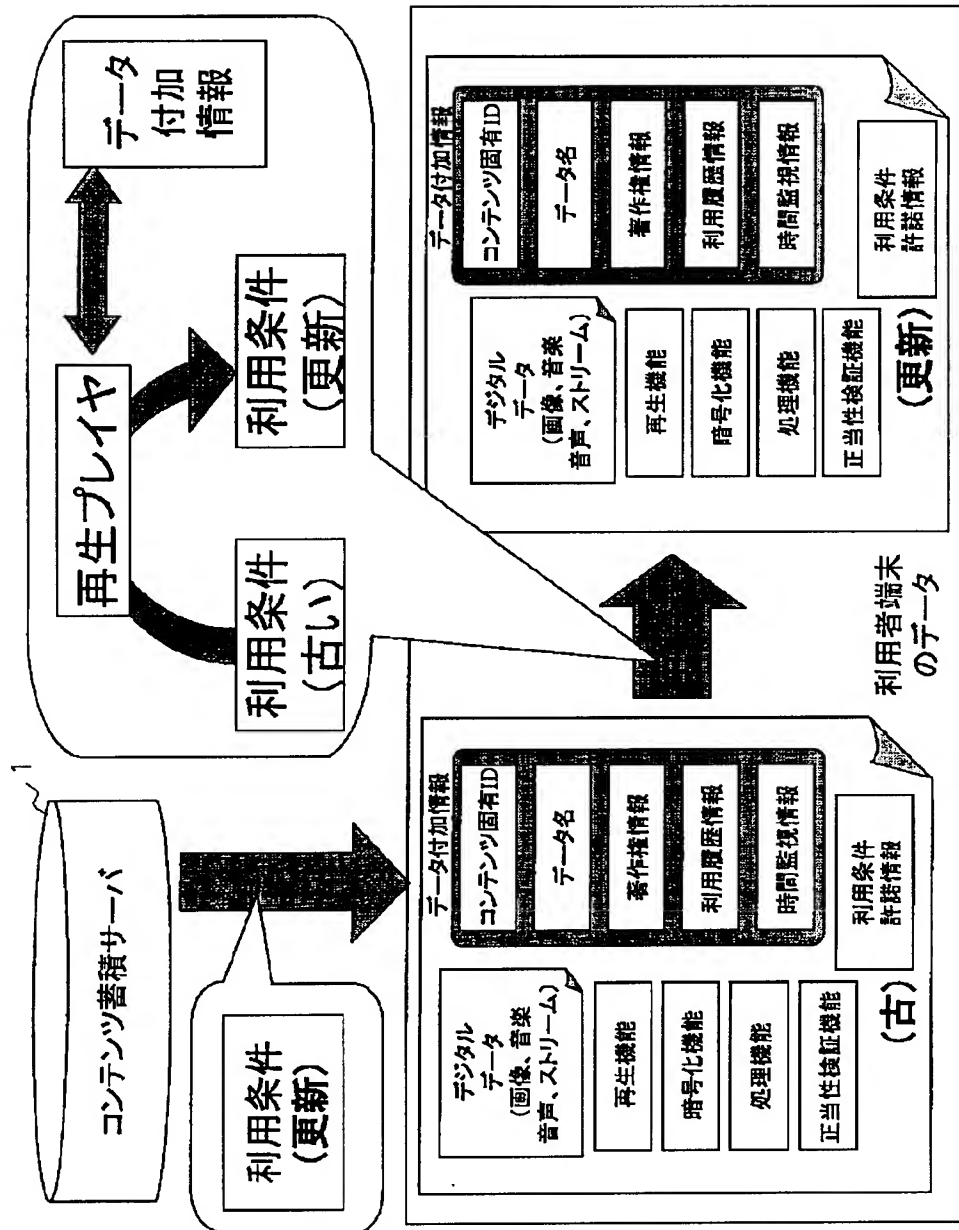 1
コンテンツ蓄積サーバ
利用条件
(更新)
再生プレイヤ
データ
付加
情報
利用条件
(古い)
利用条件
(更新)
デジタル
データ
(画像、音楽
音声、ストリーム)
再生機能
暗号化機能
処理機能
正当性検証機能
データ付加情報
コンテンツ固有ID
データ名
著作権情報
利用履歴情報
時間監視情報
利用条件
許諾情報
(古)
利用者端末
のデータ
デジタル
データ
(画像、音楽
音声、ストリーム)
再生機能
暗号化機能
処理機能
正当性検証機能
データ付加情報
コンテンツ固有ID
データ名
著作権情報
利用履歴情報
時間監視情報
利用条件
許諾情報
(更新)